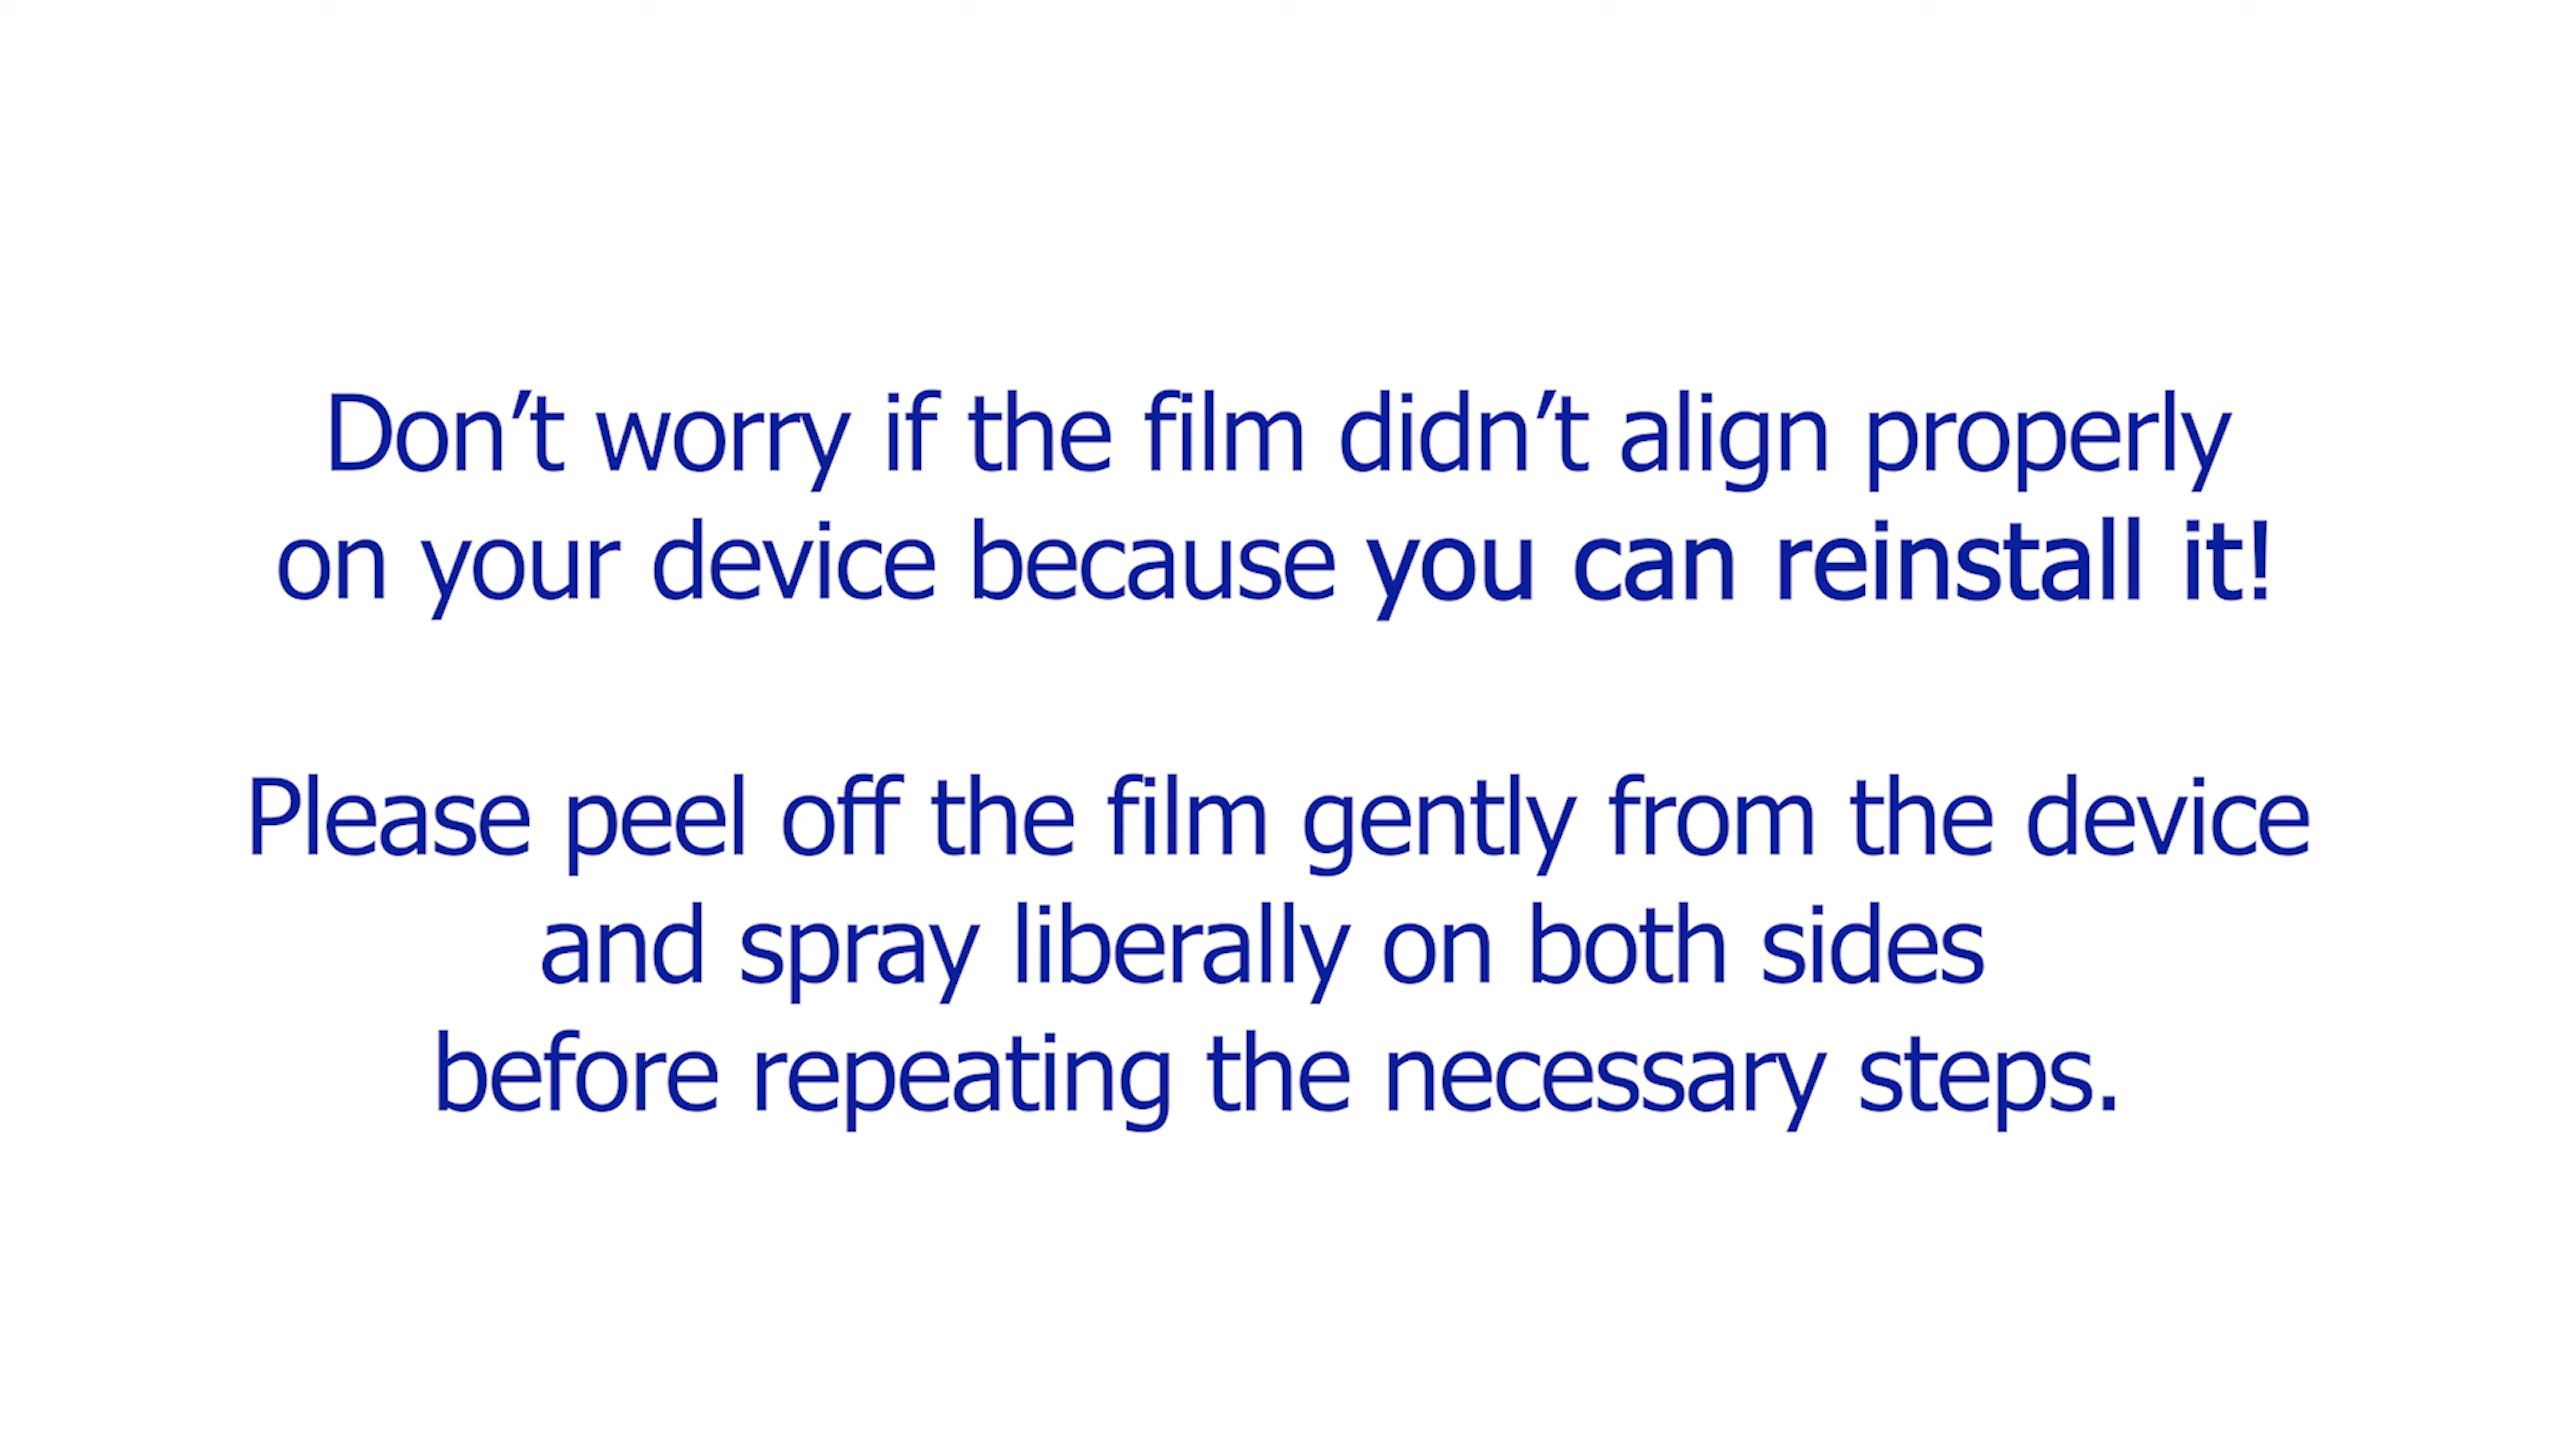 Don’t worry if the film didn’t align properly
on your device because you can reinstall it!
Please peel off the film gently from the device
and spray liberally on both sides
before repeating the necessary steps.